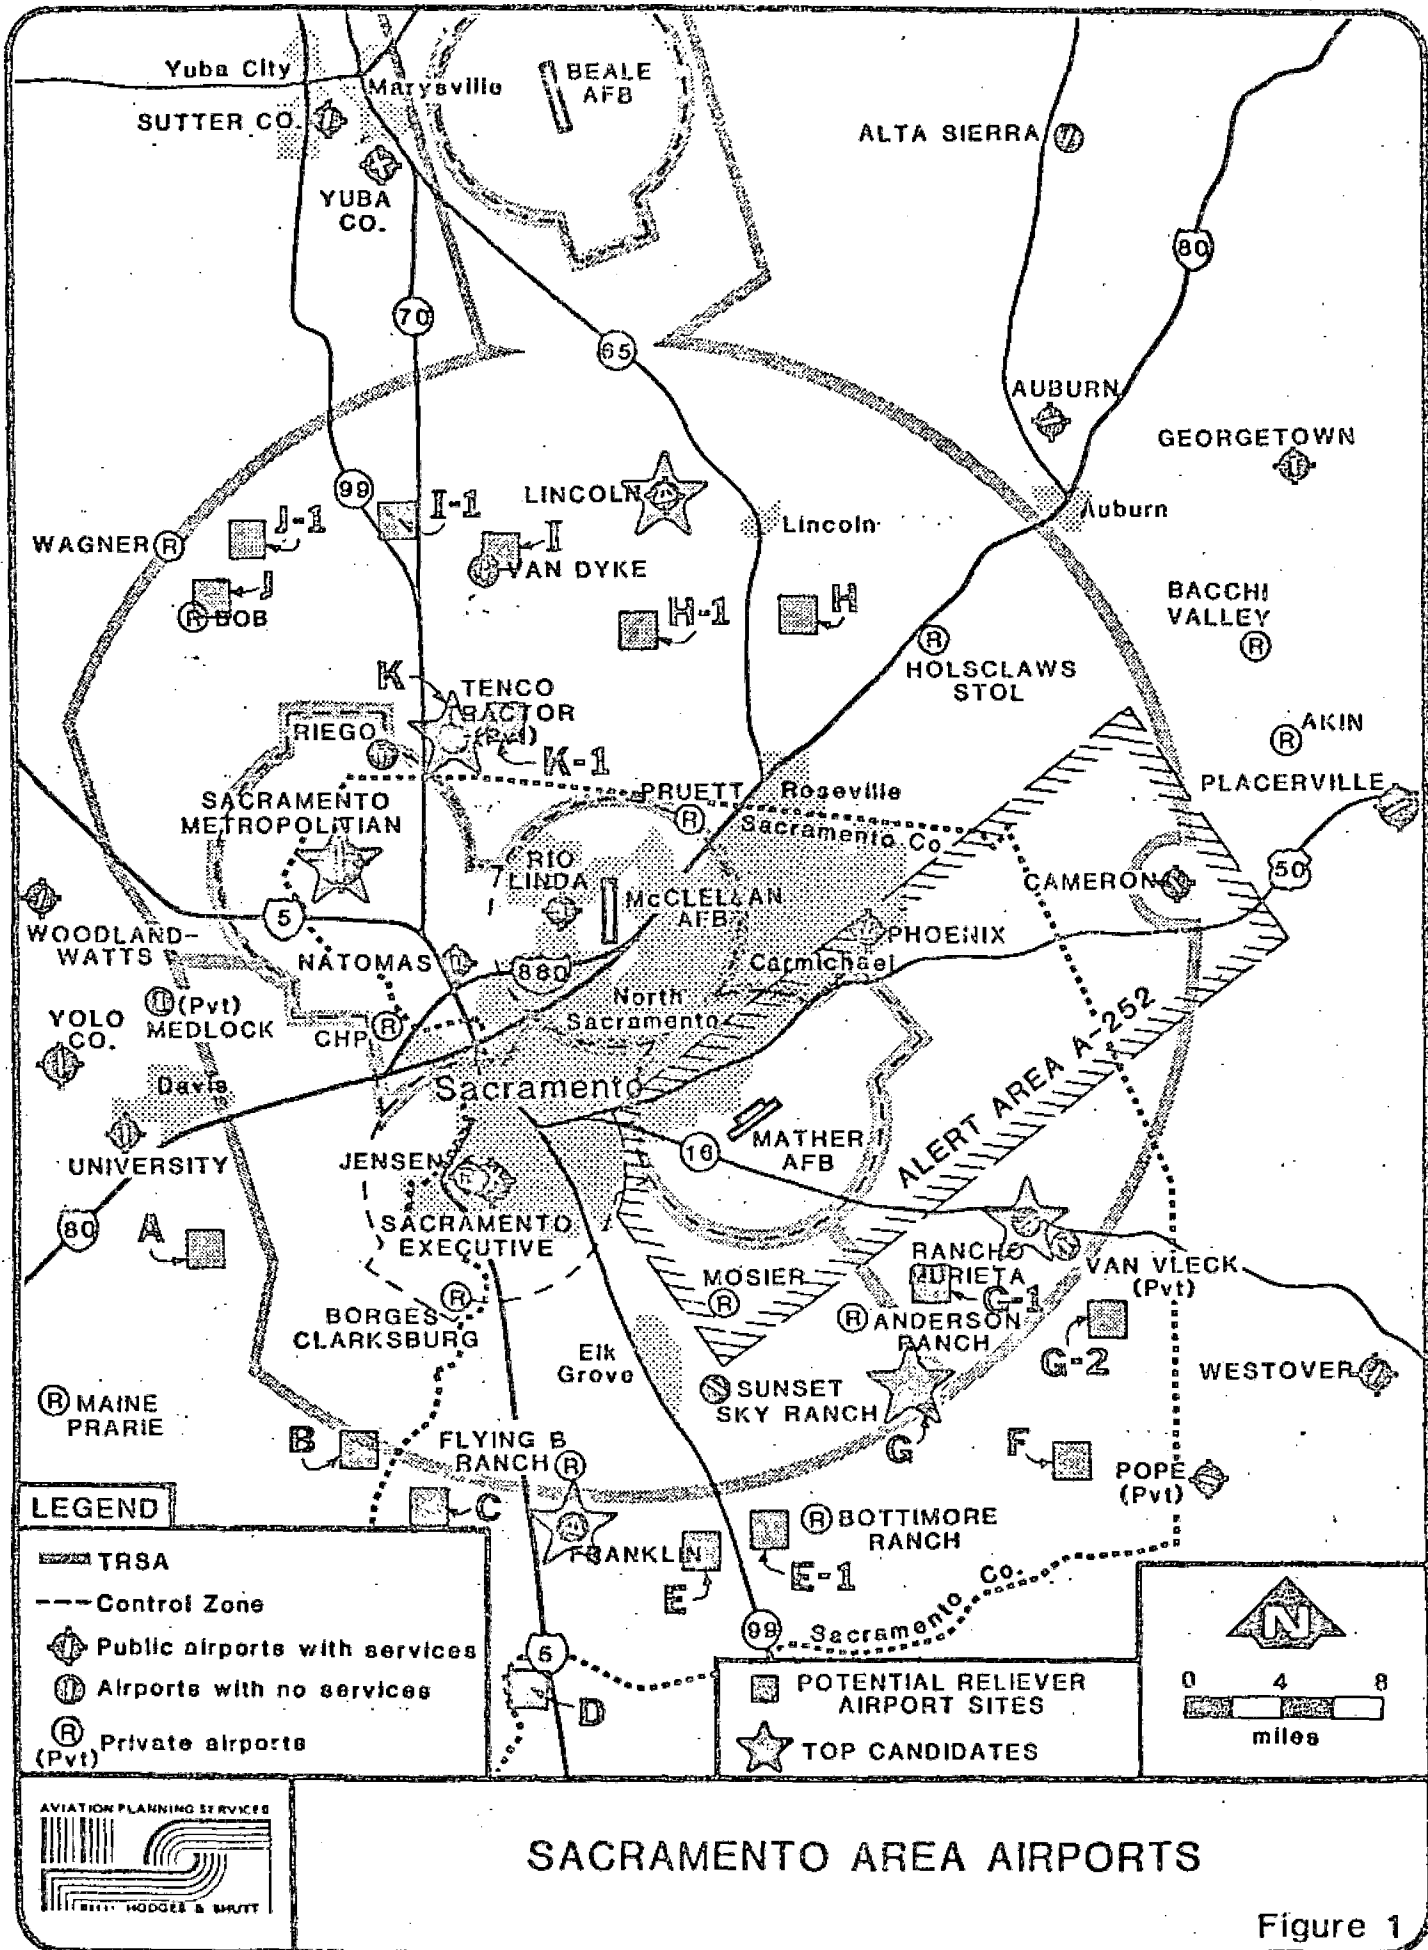 Yuba City
Marysville
BEALE
AFB
SUTTER CO.
ALTA SIERRA
YUBA
CO.
80
70
65
AUBURN
GEORGETOWN
99
I-1
LINCOLN
Lincoln
Auburn
J-1
WAGNER R
I
VAN DYKE
J
R BOB
H-1
H
BACCHI
VALLEY
R
R
HOLSCLAWS
STOL
K
TENCO
TRACTOR
(Pvt)
RIEGO
K-1
R AKIN
PRUETT
R
Roseville
PLACERVILLE
SACRAMENTO
METROPOLITIAN
Sacramento Co
RIO
LINDA
McCLELLAN
AFB
CAMERON
50
5
WOODLAND-
WATTS
NATOMAS
880
PHOENIX
Carmichael
(Pvt)
MEDLOCK
YOLO
CO.
North
Sacramento
CHP R
ALERT AREA A-252
Davis
Sacramento
MATHER
AFB
UNIVERSITY
JENSEN
R
16
80
A
SACRAMENTO
EXECUTIVE
RANCHO
MURIETA
VAN VLECK
(Pvt)
MOSIER
R
G-1
BORGES
CLARKSBURG
R
R ANDERSON
RANCH
G-2
Elk
Grove
WESTOVER
R MAINE
PRARIE
SUNSET
SKY RANCH
B
FLYING B
RANCH R
G
F
POPE
(Pvt)
C
R BOTTIMORE
RANCH
FRANKLIN
E
E-1
Sacramento Co.
99
5
D
LEGEND
TRSA
Control Zone
Public airports with services
Airports with no services
R
(Pvt) Private airports
POTENTIAL RELIEVER
AIRPORT SITES
TOP CANDIDATES
N
0 4 8
miles
AVIATION PLANNING SERVICES
HODGES & SHUTT
SACRAMENTO AREA AIRPORTS
Figure 1